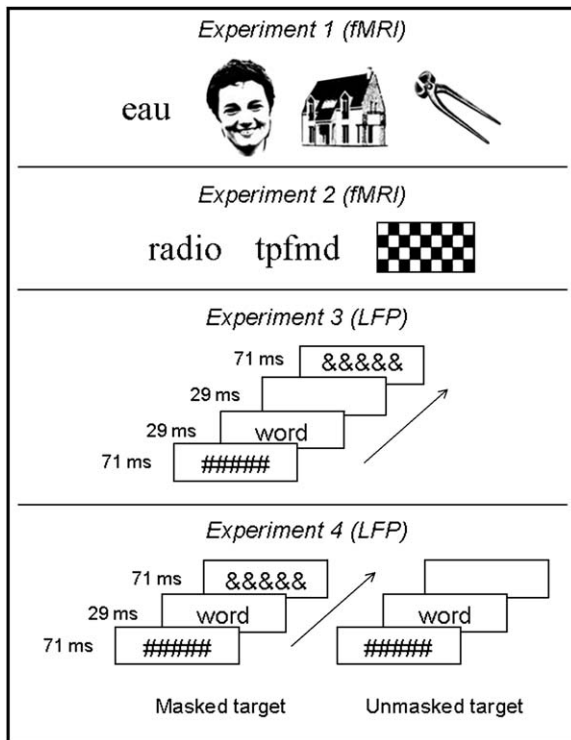 Experiment 1 (fMRI)
eau
Experiment 2 (fMRI)
radio tpfmd
Experiment 3 (LFP)
71 ms &&&&&
29 ms
29 ms word
71 ms #####
Experiment 4 (LFP)
71 ms &&&&&
29 ms word word
71 ms ##### #####
Masked target Unmasked target